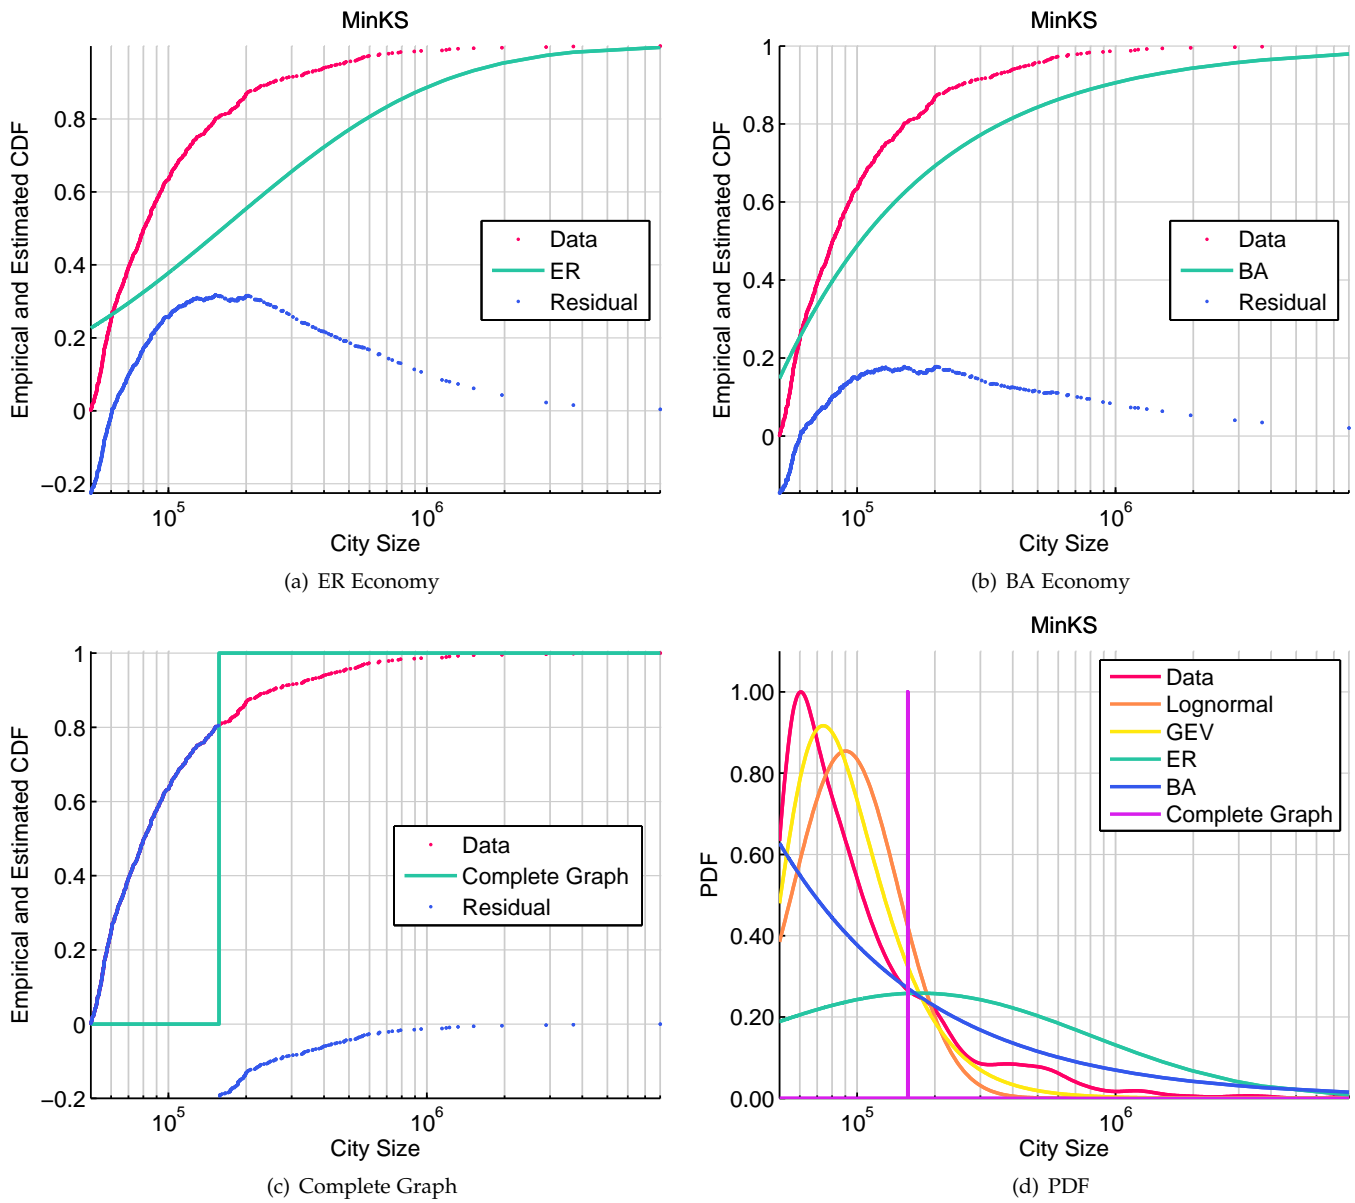 MinKS
Empirical and Estimated CDF
0.8
0.6
0.4
0.2
0
−0.2
Data
ER
Residual
10^5
10^6
City Size
(a) ER Economy
MinKS
Empirical and Estimated CDF
1
0.8
0.6
0.4
0.2
0
Data
BA
Residual
10^5
10^6
City Size
(b) BA Economy
Empirical and Estimated CDF
1
0.8
0.6
0.4
0.2
0
−0.2
Data
Complete Graph
Residual
10^5
10^6
City Size
(c) Complete Graph
MinKS
PDF
1.00
0.80
0.60
0.40
0.20
0.00
Data
Lognormal
GEV
ER
BA
Complete Graph
10^5
10^6
City Size
(d) PDF